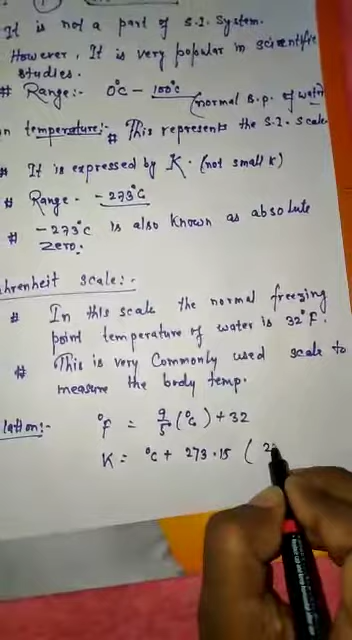 It is not a part of S.I. System.
However, It is very popular in scientific
studies.
# Range:- 0°C - 100°C
(normal B.p. of water
n temperature:- # This represents the S.I. Scale
# It is expressed by K. (not small k)
# Range - -273°C
# -273°C is also known as absolute
Zero.
hrenheit scale:-
# In this scale the normal freezing
point temperature of water is 32°F.
# This is very commonly used scale to
measure the body temp.
lation:- °F = 9/5 (°C) + 32
K = °C + 273.15 (